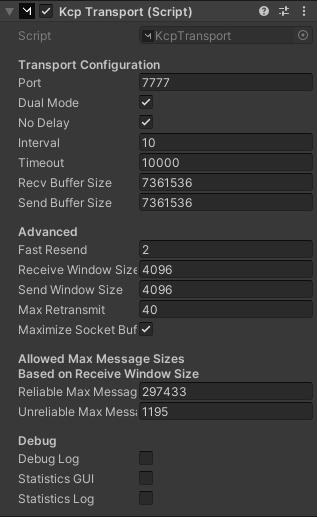 Kcp Transport (Script)
Script KcpTransport
Transport Configuration
Port 7777
Dual Mode
No Delay
Interval 10
Timeout 10000
Recv Buffer Size 7361536
Send Buffer Size 7361536
Advanced
Fast Resend 2
Receive Window Size 4096
Send Window Size 4096
Max Retransmit 40
Maximize Socket Buf
Allowed Max Message Sizes
Based on Receive Window Size
Reliable Max Messag 297433
Unreliable Max Messa 1195
Debug
Debug Log
Statistics GUI
Statistics Log